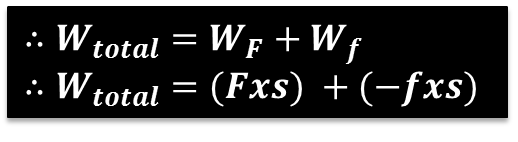 ∴ W_total = W_F + W_f
∴ W_total = (Fxs) + (−fxs)